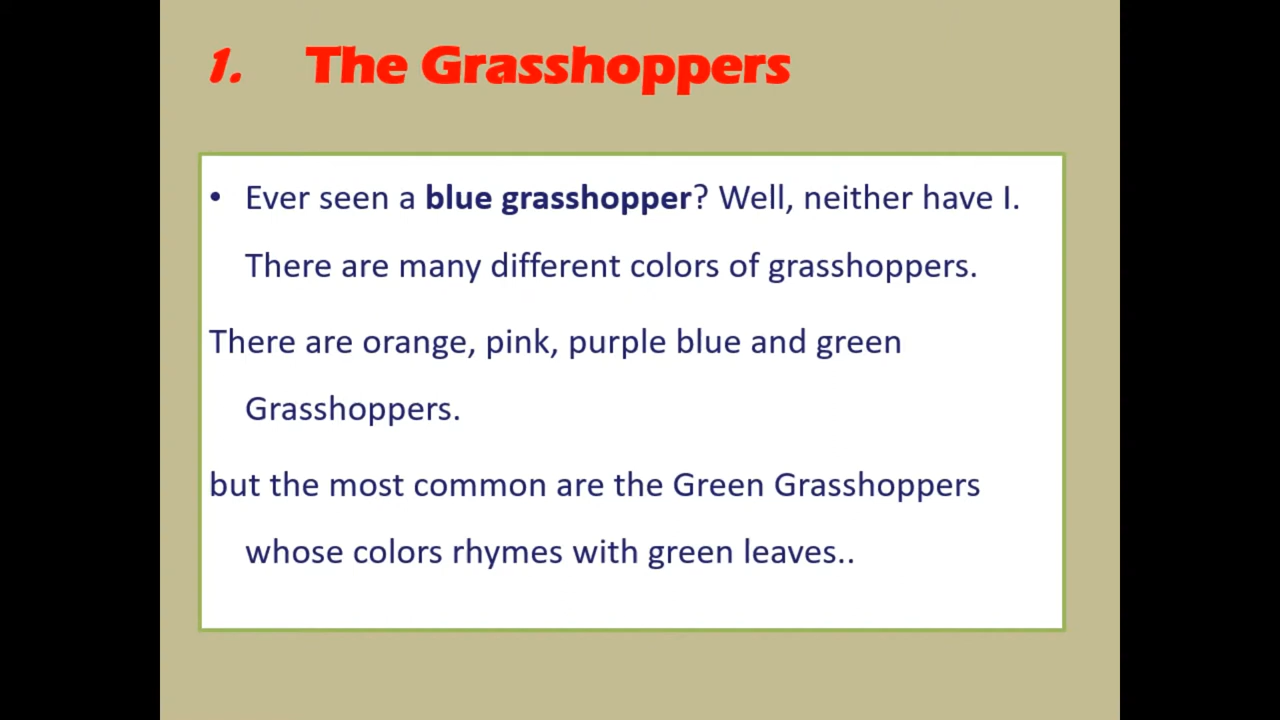 1. The Grasshoppers
• Ever seen a blue grasshopper? Well, neither have I.
There are many different colors of grasshoppers.
There are orange, pink, purple blue and green
Grasshoppers.
but the most common are the Green Grasshoppers
whose colors rhymes with green leaves..